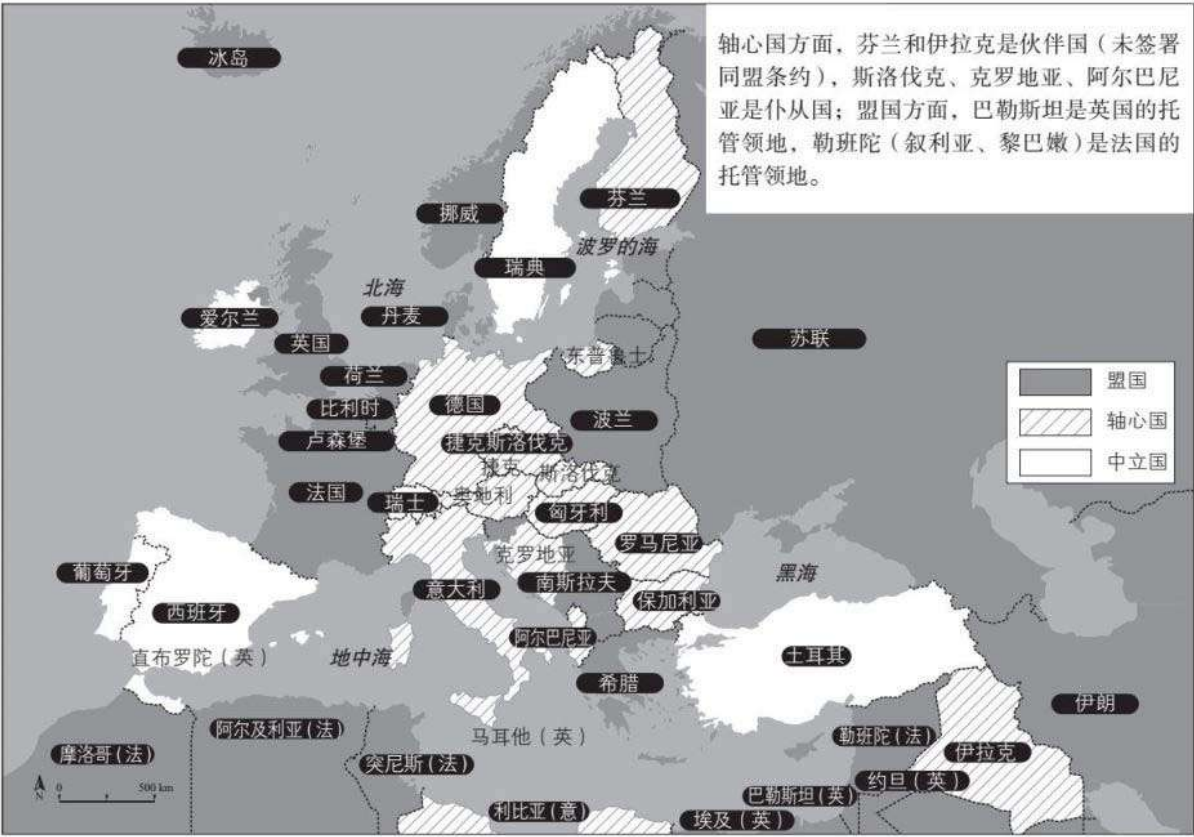 轴心国方面，芬兰和伊拉克是伙伴国（未签署
同盟条约），斯洛伐克、克罗地亚、阿尔巴尼
亚是仆从国；盟国方面，巴勒斯坦是英国的托
管领地，勒班陀（叙利亚、黎巴嫩）是法国的
托管领地。
冰岛
挪威
芬兰
波罗的海
瑞典
北海
爱尔兰
丹麦
英国
苏联
东普鲁士
荷兰
盟国
比利时
德国
波兰
轴心国
卢森堡
捷克斯洛伐克
中立国
捷克
斯洛伐克
法国
瑞士
奥地利
匈牙利
克罗地亚
罗马尼亚
葡萄牙
黑海
意大利
南斯拉夫
保加利亚
西班牙
阿尔巴尼亚
直布罗陀（英）
地中海
土耳其
希腊
伊朗
阿尔及利亚(法)
马耳他（英）
勒班陀(法)
摩洛哥(法)
突尼斯(法)
伊拉克
约旦(英)
N
0
500 km
巴勒斯坦(英)
利比亚(意)
埃及(英)